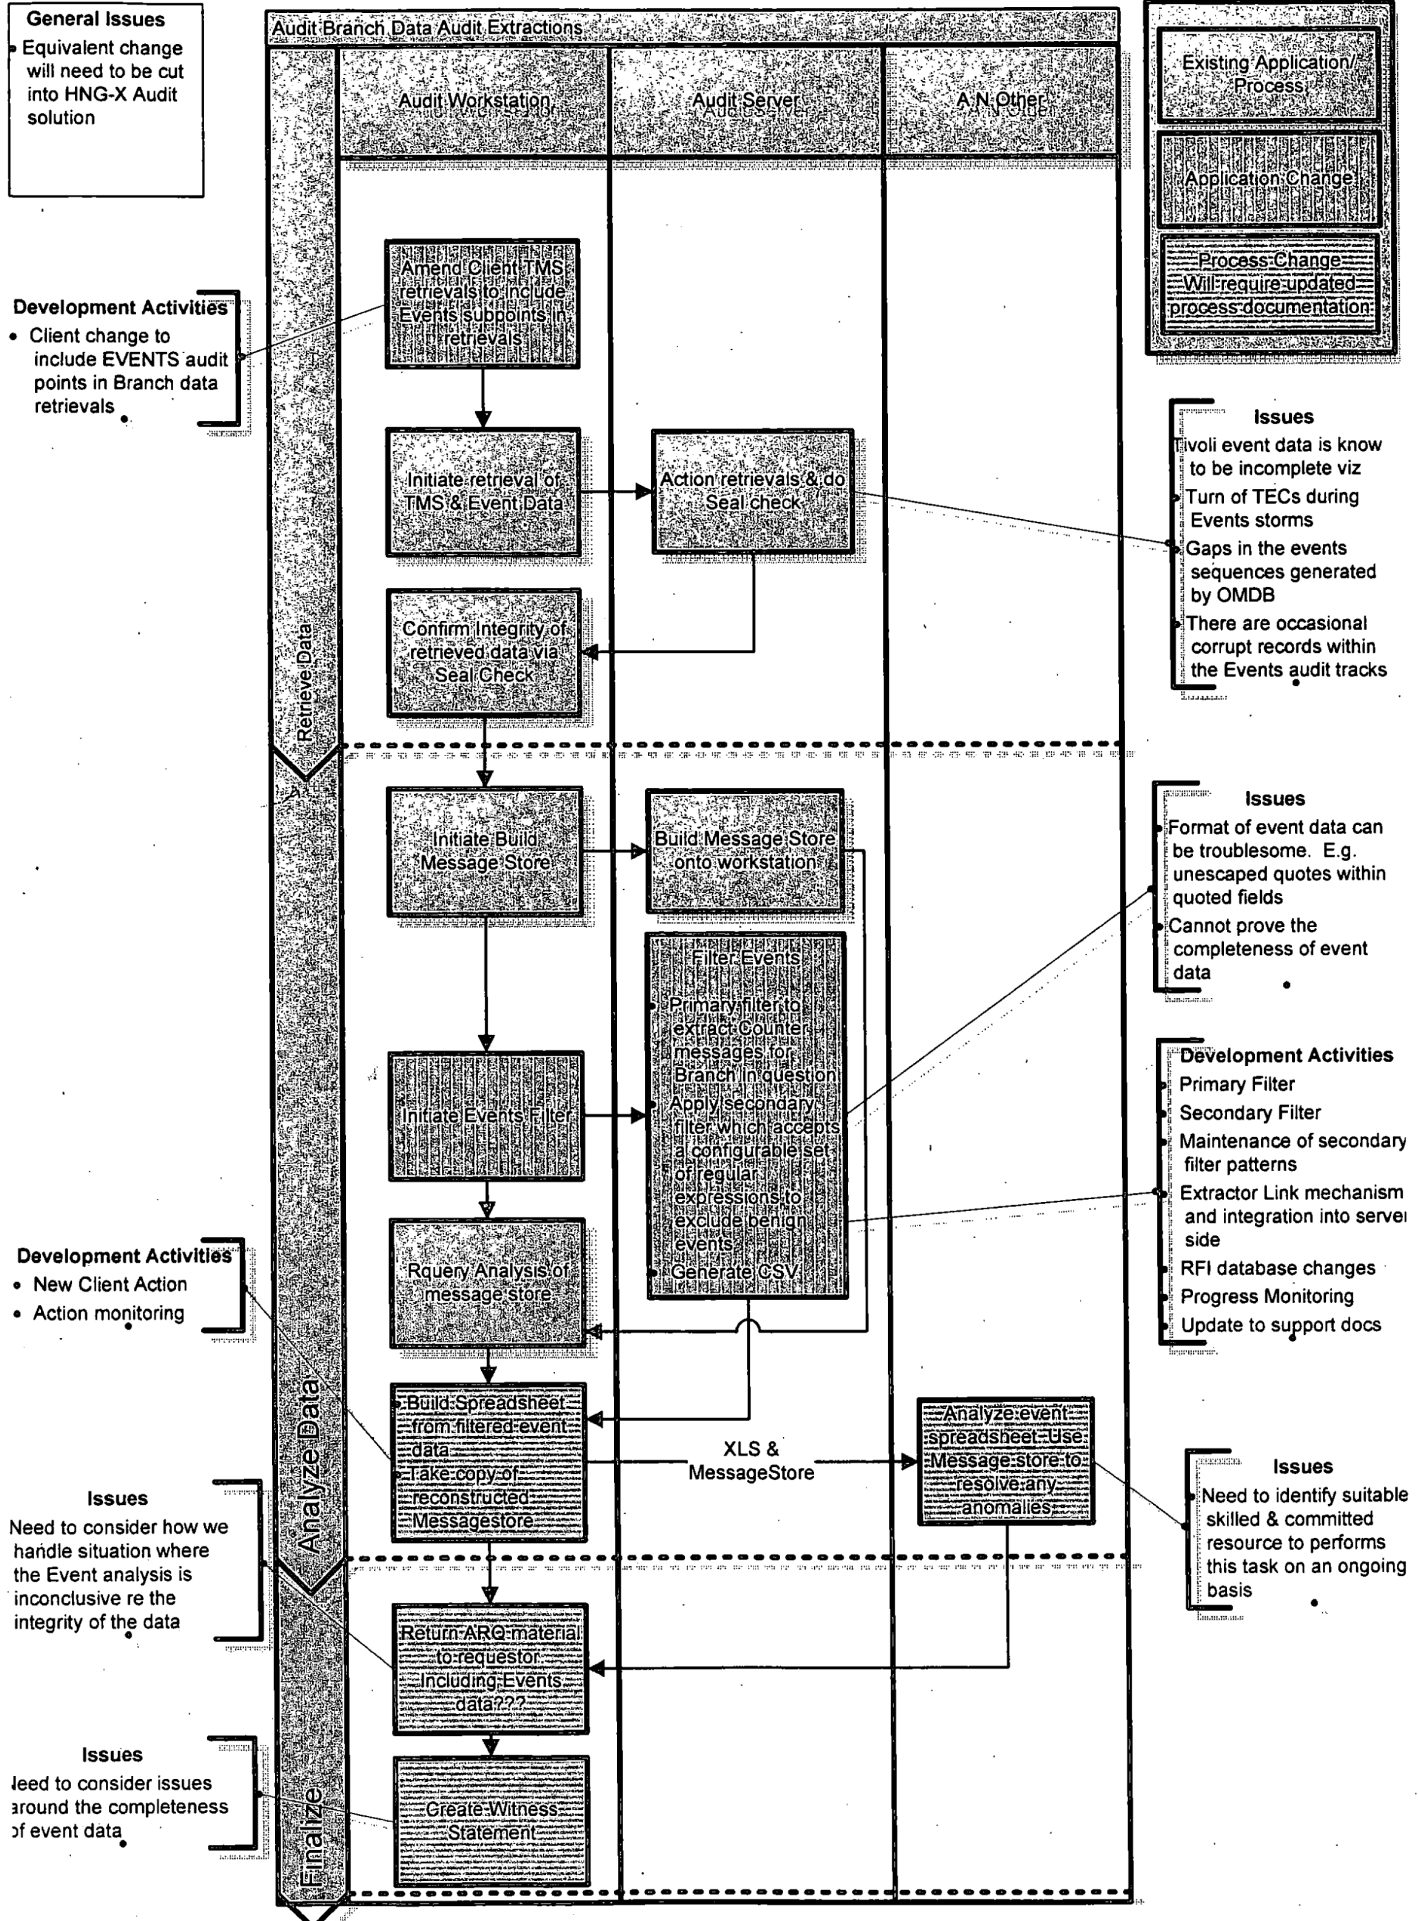 General Issues
Equivalent change
will need to be cut
into HNG-X Audit
solution
Audit Branch Data Audit Extractions
Audit Workstation
Audit Server
A.N Other
Existing Application/
Process
Application Change
Process Change
Will require updated
process documentation
Development Activities
• Client change to
include EVENTS audit
points in Branch data
retrievals
Amend Client TMS
retrievals to include
Events subpoints in
retrievals
Initiate retrieval of
TMS & Event Data
Action retrievals & do
Seal check
Confirm Integrity of
retrieved data via
Seal Check
Retrieve Data
Issues
Tivoli event data is know
to be incomplete viz
Turn of TECs during
Events storms
Gaps in the events
sequences generated
by OMDB
There are occasional
corrupt records within
the Events audit tracks
Initiate Build
Message Store
Build Message Store
onto workstation
Issues
Format of event data can
be troublesome. E.g.
unescaped quotes within
quoted fields
Cannot prove the
completeness of event
data
Filter Events
Primary filter to
extract Counter
messages for
Branch in question
Apply secondary
filter which accepts
a configurable set
of regular
expressions to
exclude benign
events
Generate CSV
Initiate Events Filter
Development Activities
Primary Filter
Secondary Filter
Maintenance of secondary
filter patterns
Extractor Link mechanism
and integration into server
side
RFI database changes
Progress Monitoring
Update to support docs
Rquery Analysis of
message store
Development Activities
• New Client Action
• Action monitoring
Analyze Data
Build Spreadsheet
from filtered event
data
Take copy of
reconstructed
Messagestore
XLS &
MessageStore
Analyze event
spreadsheet. Use
Message store to
resolve any
anomalies
Issues
Need to identify suitable
skilled & committed
resource to performs
this task on an ongoing
basis
Issues
Need to consider how we
handle situation where
the Event analysis is
inconclusive re the
integrity of the data
Return ARQ material
to requestor
Including Events
data???
Issues
leed to consider issues
around the completeness
of event data
Create Witness
Statement
Finalize